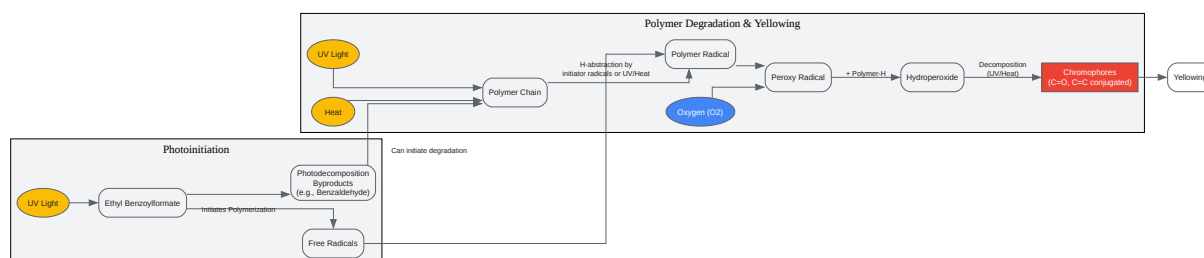 Polymer Degradation & Yellowing
UV Light
Heat
Polymer Chain
H-abstraction by
initiator radicals or UV/Heat
Polymer Radical
Oxygen (O2)
Peroxy Radical
+ Polymer-H
Hydroperoxide
Decomposition
(UV/Heat)
Chromophores
(C=O, C=C conjugated)
Yellowing
Photoinitiation
UV Light
Ethyl Benzoylformate
Photodecomposition
Byproducts
(e.g., Benzaldehyde)
Can initiate degradation
Initiates Polymerization
Free Radicals